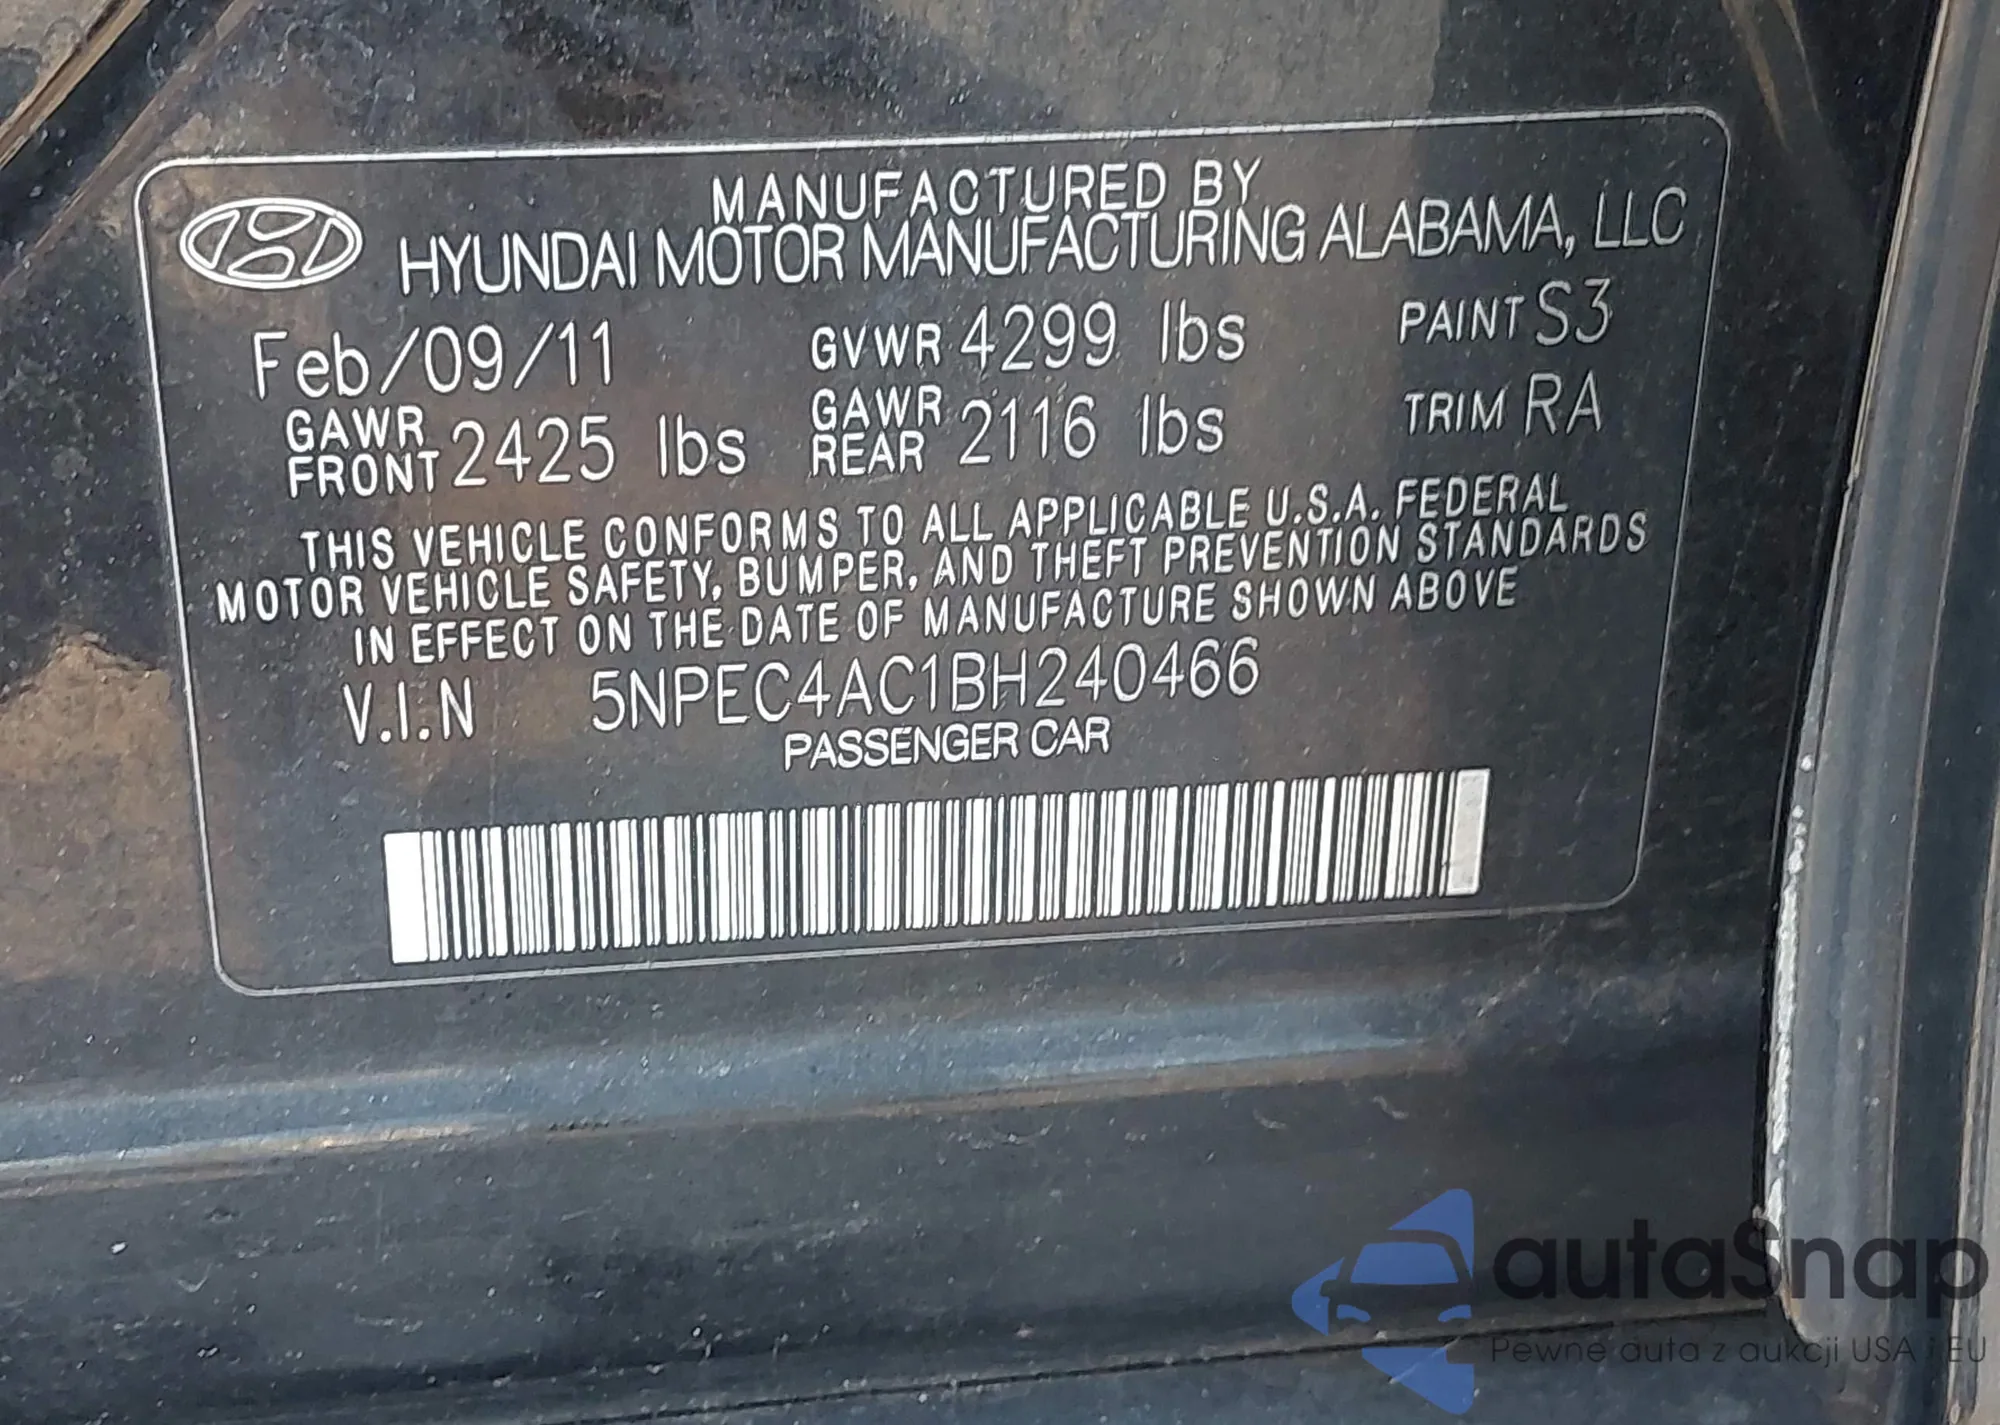 MANUFACTURED BY
HYUNDAI MOTOR MANUFACTURING ALABAMA, LLC
Feb/09/11 GVWR 4299 lbs PAINT S3
GAWR FRONT 2425 lbs GAWR REAR 2116 lbs TRIM RA
THIS VEHICLE CONFORMS TO ALL APPLICABLE U.S.A. FEDERAL
MOTOR VEHICLE SAFETY, BUMPER, AND THEFT PREVENTION STANDARDS
IN EFFECT ON THE DATE OF MANUFACTURE SHOWN ABOVE
V.I.N 5NPEC4AC1BH240466
PASSENGER CAR
autaSnap
Pewne auta z aukcji USA i EU